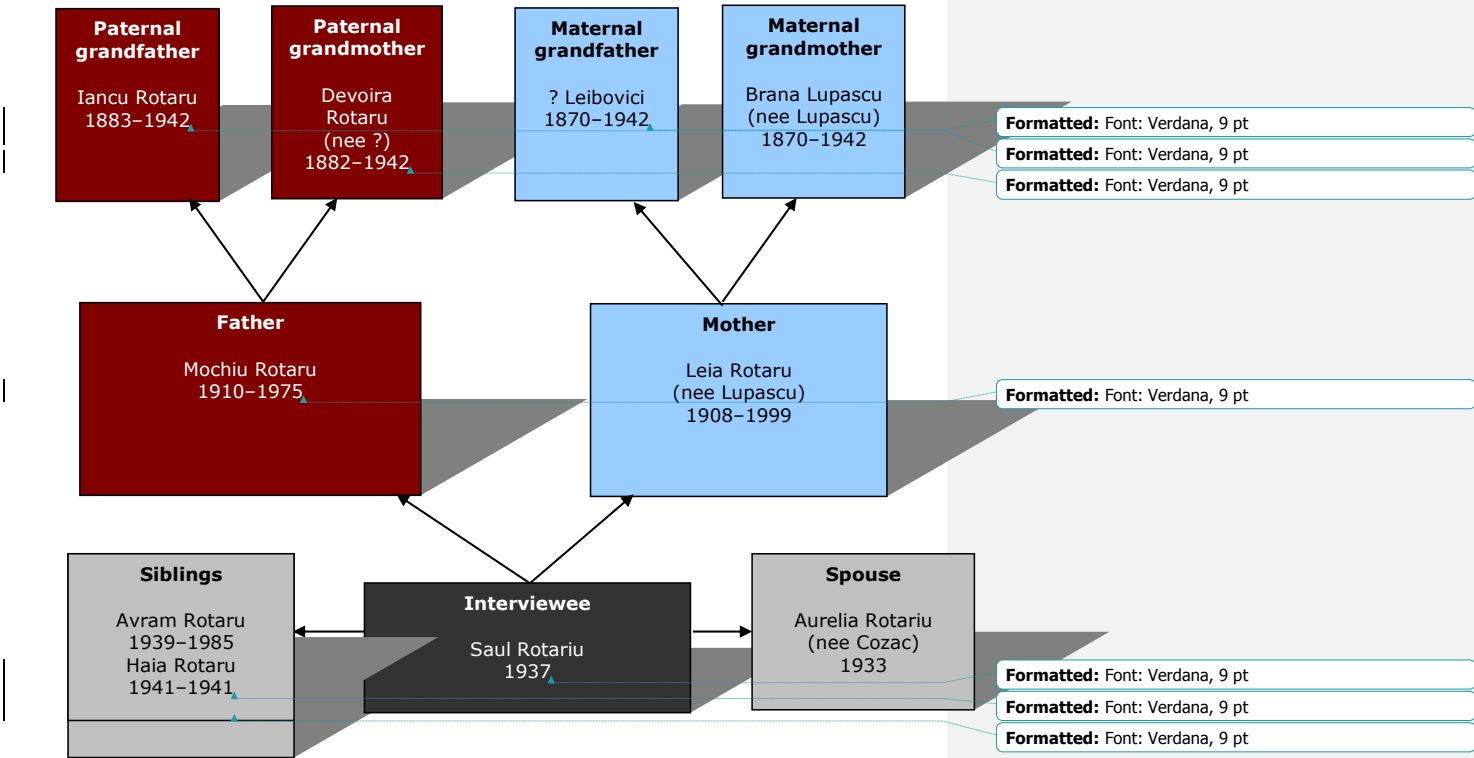 Paternal
grandfather
Iancu Rotaru
1883–1942
Paternal
grandmother
Devoira
Rotaru
(nee ?)
1882–1942
Maternal
grandfather
? Leibovici
1870–1942
Maternal
grandmother
Brana Lupascu
(nee Lupascu)
1870–1942
Formatted: Font: Verdana, 9 pt
Formatted: Font: Verdana, 9 pt
Formatted: Font: Verdana, 9 pt
Father
Mochiu Rotaru
1910–1975
Mother
Leia Rotaru
(nee Lupascu)
1908–1999
Formatted: Font: Verdana, 9 pt
Siblings
Avram Rotaru
1939–1985
Haia Rotaru
1941–1941
Interviewee
Saul Rotariu
1937
Spouse
Aurelia Rotariu
(nee Cozac)
1933
Formatted: Font: Verdana, 9 pt
Formatted: Font: Verdana, 9 pt
Formatted: Font: Verdana, 9 pt